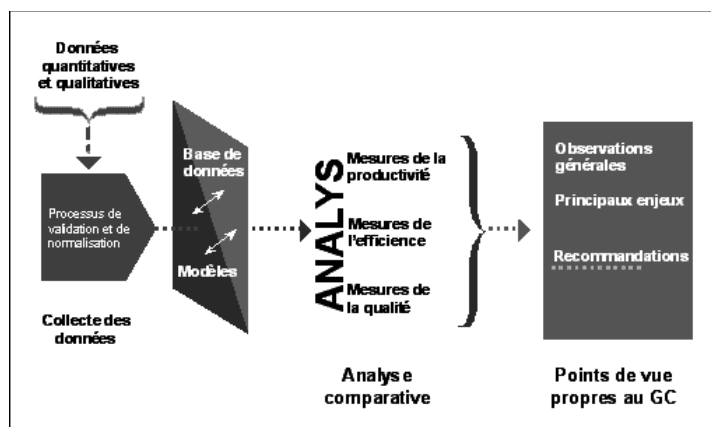 Données
quantitatives
et qualitatives
Processus de
validation et de
normalisation
Collecte des
données
Base de
données
Modèles
ANALYS
Mesures de la
productivité
Mesures de
l'efficience
Mesures de
la qualité
Analyse
comparative
Observations
générales
Principaux enjeux
Recommandations
Points de vue
propres au GC